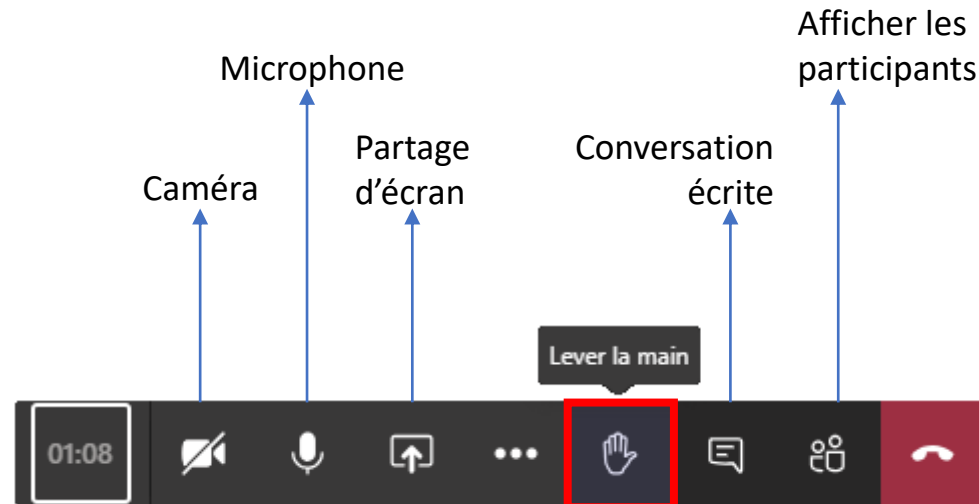 Afficher les
participants
Microphone
Partage
d’écran
Conversation
écrite
Caméra
Lever la main
01:08